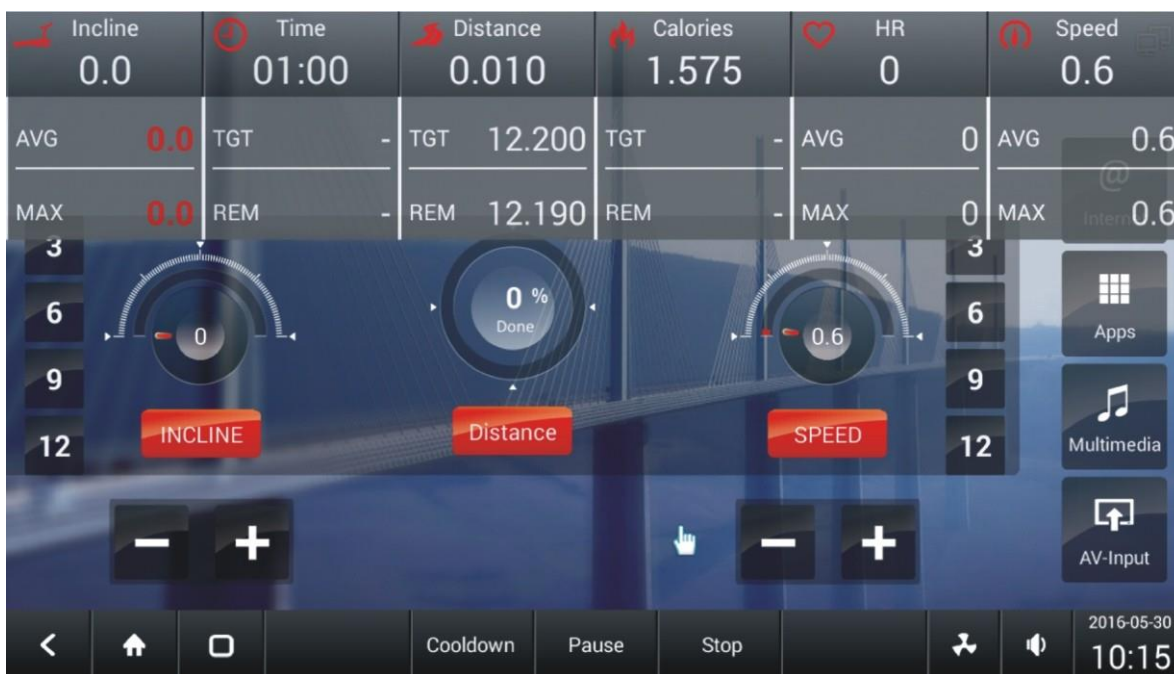 Incline
0.0
Time
01:00
Distance
0.010
Calories
1.575
HR
0
Speed
0.6
AVG 0.0
MAX 0.0
TGT -
REM -
TGT 12.200
REM 12.190
TGT -
REM -
AVG 0
MAX 0
AVG 0.6
MAX 0.6
3
6
9
12
0
INCLINE
0 %
Done
Distance
0.6
SPEED
3
6
9
12
@
Intern
Apps
Multimedia
AV-Input
Cooldown
Pause
Stop
2016-05-30
10:15